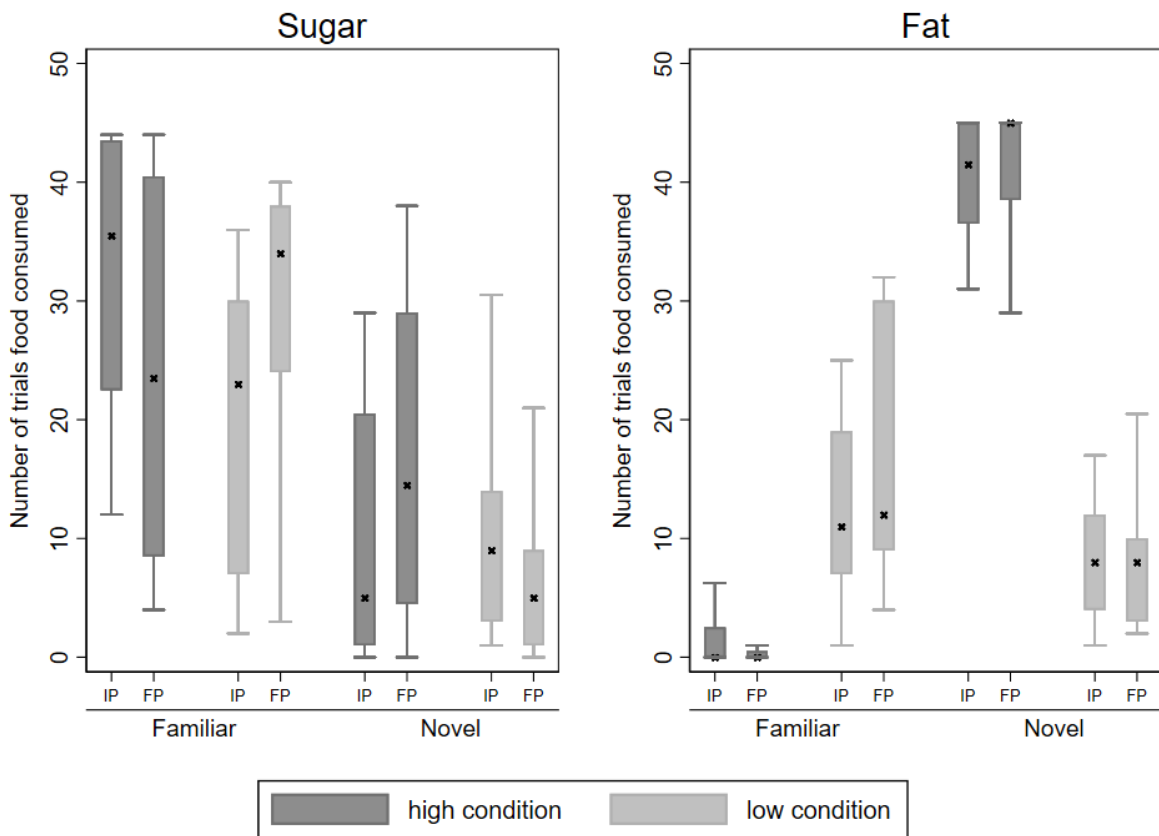 Sugar
Number of trials food consumed
50
40
30
20
10
0
IP FP IP FP IP FP IP FP
Familiar Novel
Fat
Number of trials food consumed
50
40
30
20
10
0
IP FP IP FP IP FP IP FP
Familiar Novel
high condition low condition